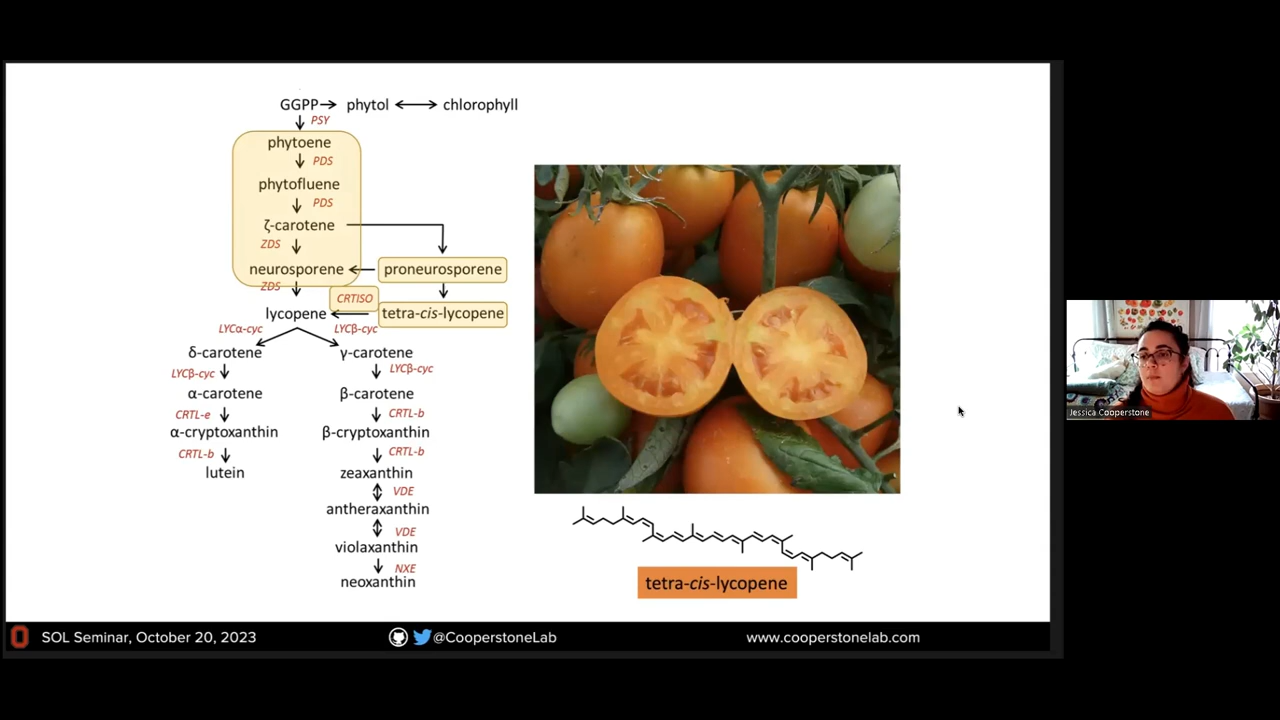 GGPP → phytol ↔ chlorophyll
PSY
phytoene
PDS
phytofluene
PDS
ζ-carotene
ZDS
neurosporene
proneurosporene
ZDS
CRTISO
lycopene
tetra-cis-lycopene
LYCα-cyc
LYCβ-cyc
δ-carotene
γ-carotene
LYCβ-cyc
LYCβ-cyc
α-carotene
β-carotene
CRTL-e
CRTL-b
α-cryptoxanthin
β-cryptoxanthin
CRTL-b
CRTL-b
lutein
zeaxanthin
VDE
antheraxanthin
VDE
violaxanthin
NXE
neoxanthin
tetra-cis-lycopene
SOL Seminar, October 20, 2023
@CooperstoneLab
www.cooperstonelab.com
Jessica Cooperstone